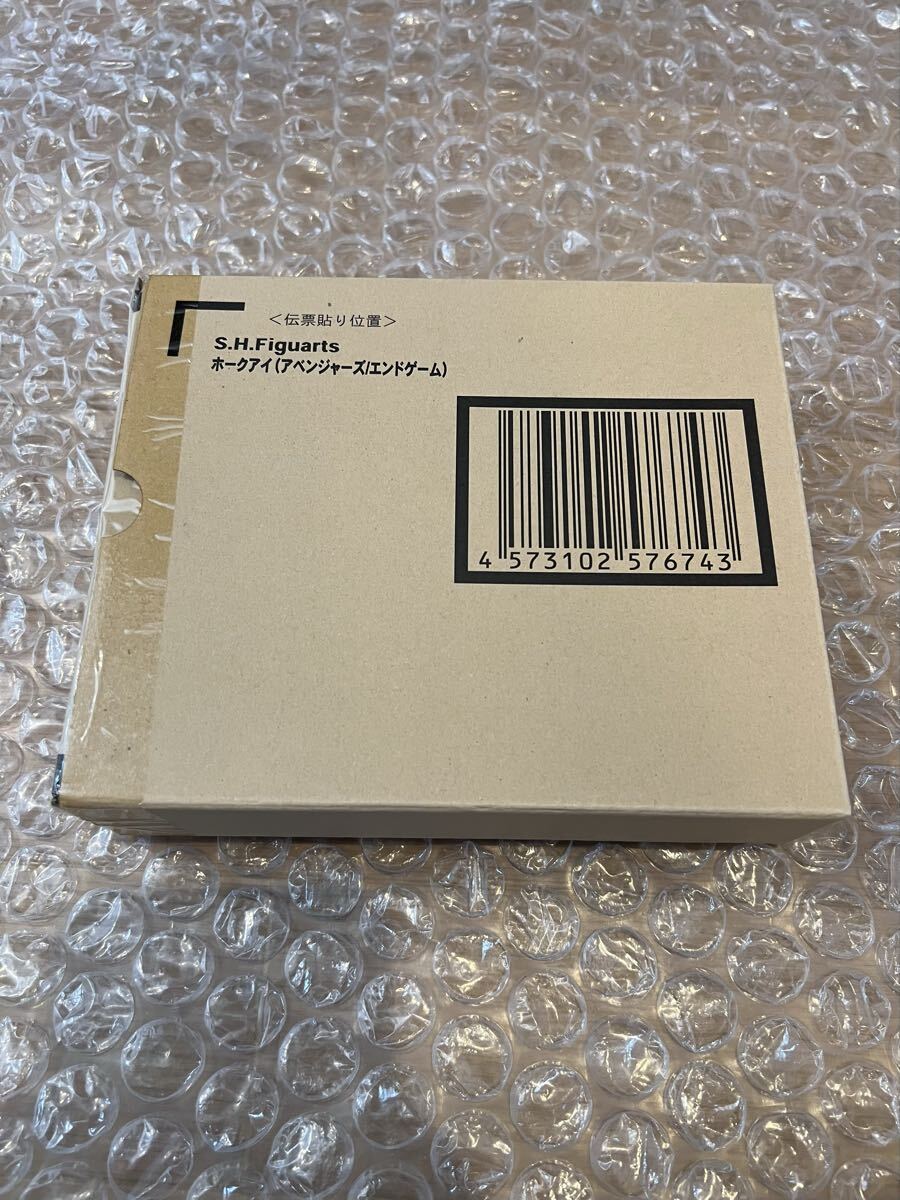 ＜伝票貼り位置＞
S.H.Figuarts
ホークアイ(アベンジャーズ/エンドゲーム)
4 573102 576743